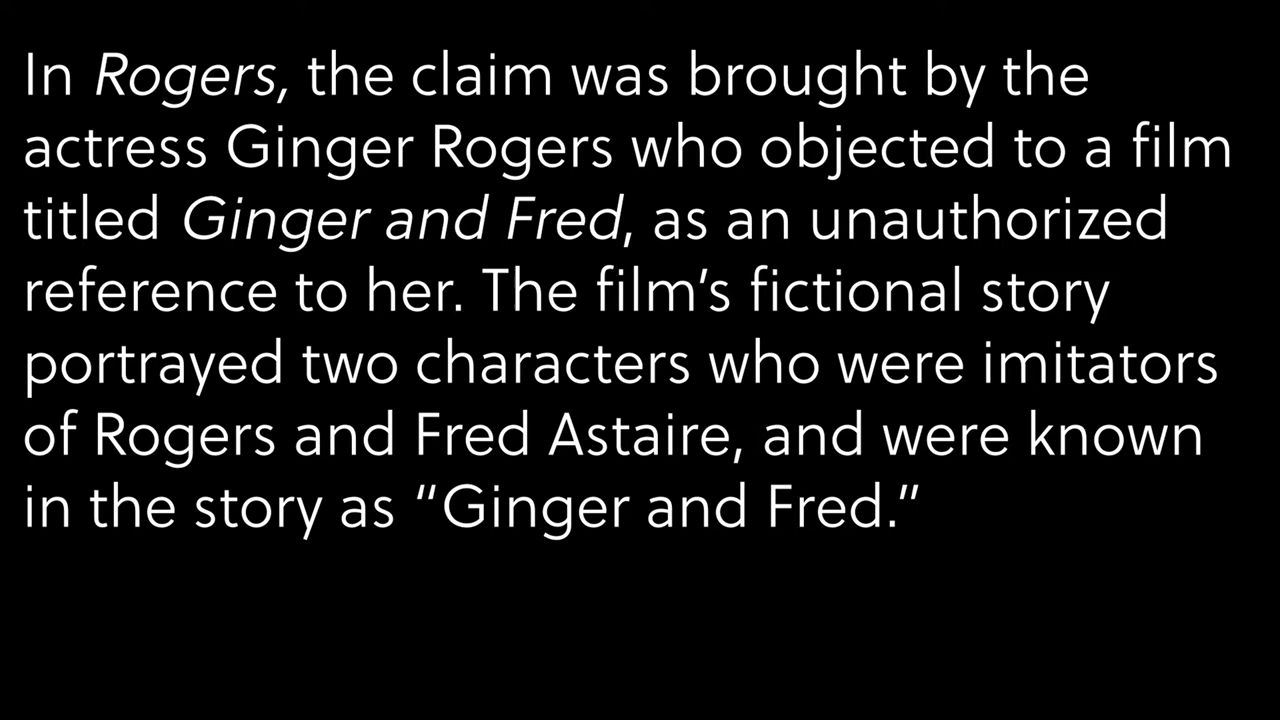 In Rogers, the claim was brought by the
actress Ginger Rogers who objected to a film
titled Ginger and Fred, as an unauthorized
reference to her. The film’s fictional story
portrayed two characters who were imitators
of Rogers and Fred Astaire, and were known
in the story as “Ginger and Fred.”